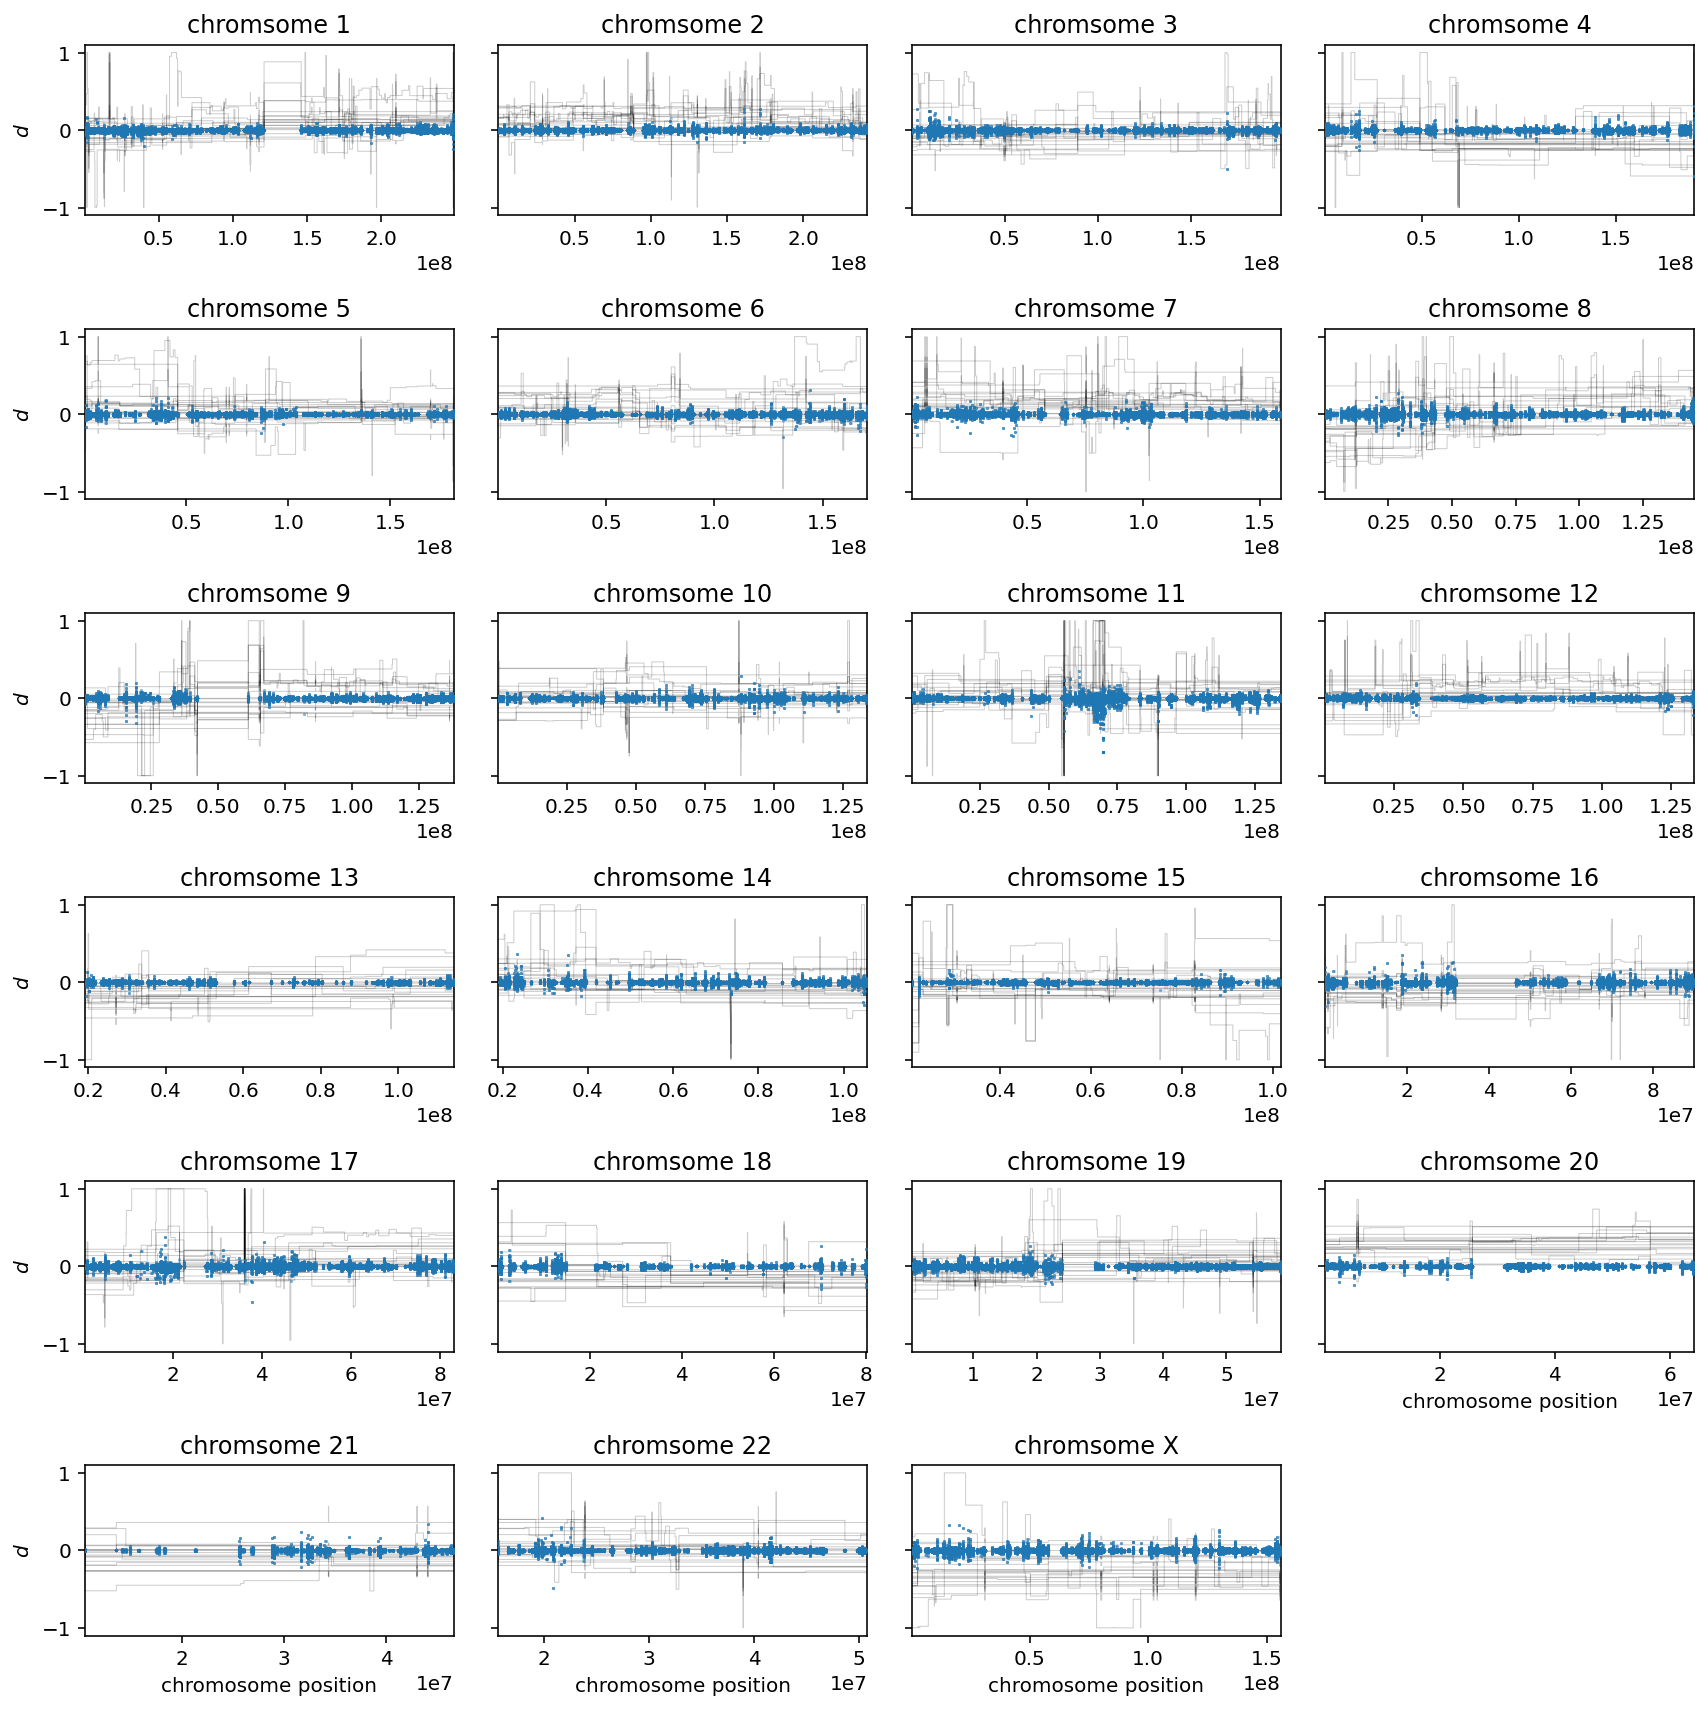 chromsome 1 chromsome 2 chromsome 3 chromsome 4
1
d 0
−1
0.5 1.0 1.5 2.0 0.5 1.0 1.5 2.0 0.5 1.0 1.5 0.5 1.0 1.5
1e8 1e8 1e8 1e8
chromsome 5 chromsome 6 chromsome 7 chromsome 8
1
d 0
−1
0.5 1.0 1.5 0.5 1.0 1.5 0.5 1.0 1.5 0.25 0.50 0.75 1.00 1.25
1e8 1e8 1e8 1e8
chromsome 9 chromsome 10 chromsome 11 chromsome 12
1
d 0
−1
0.25 0.50 0.75 1.00 1.25 0.25 0.50 0.75 1.00 1.25 0.25 0.50 0.75 1.00 1.25 0.25 0.50 0.75 1.00 1.25
1e8 1e8 1e8 1e8
chromsome 13 chromsome 14 chromsome 15 chromsome 16
1
d 0
−1
0.2 0.4 0.6 0.8 1.0 0.2 0.4 0.6 0.8 1.0 0.4 0.6 0.8 1.0 2 4 6 8
1e8 1e8 1e8 1e7
chromsome 17 chromsome 18 chromsome 19 chromsome 20
1
d 0
−1
2 4 6 8 2 4 6 8 1 2 3 4 5 2 4 6
1e7 1e7 1e7 chromosome position 1e7
chromsome 21 chromsome 22 chromsome X
1
d 0
−1
2 3 4 2 3 4 5 0.5 1.0 1.5
chromosome position 1e7 chromosome position 1e7 chromosome position 1e8